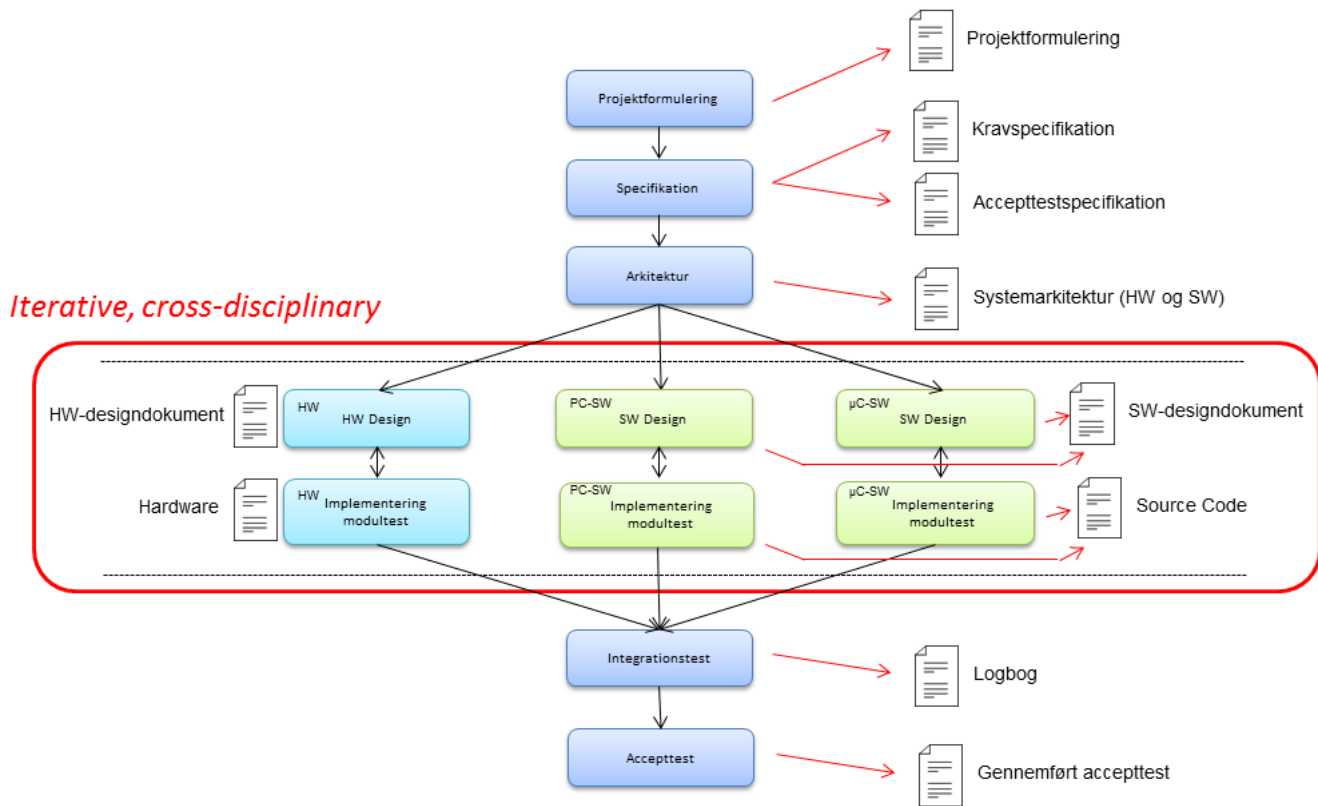 Projektformulering
Projektformulering
Kravspecifikation
Specifikation
Accepttestspecifikation
Arkitektur
Systemarkitektur (HW og SW)
Iterative, cross-disciplinary
HW-designdokument
HW
HW Design
PC-SW
SW Design
µC-SW
SW Design
SW-designdokument
Hardware
HW
Implementering
modultest
PC-SW
Implementering
modultest
µC-SW
Implementering
modultest
Source Code
Integrationstest
Logbog
Accepttest
Gennemført accepttest